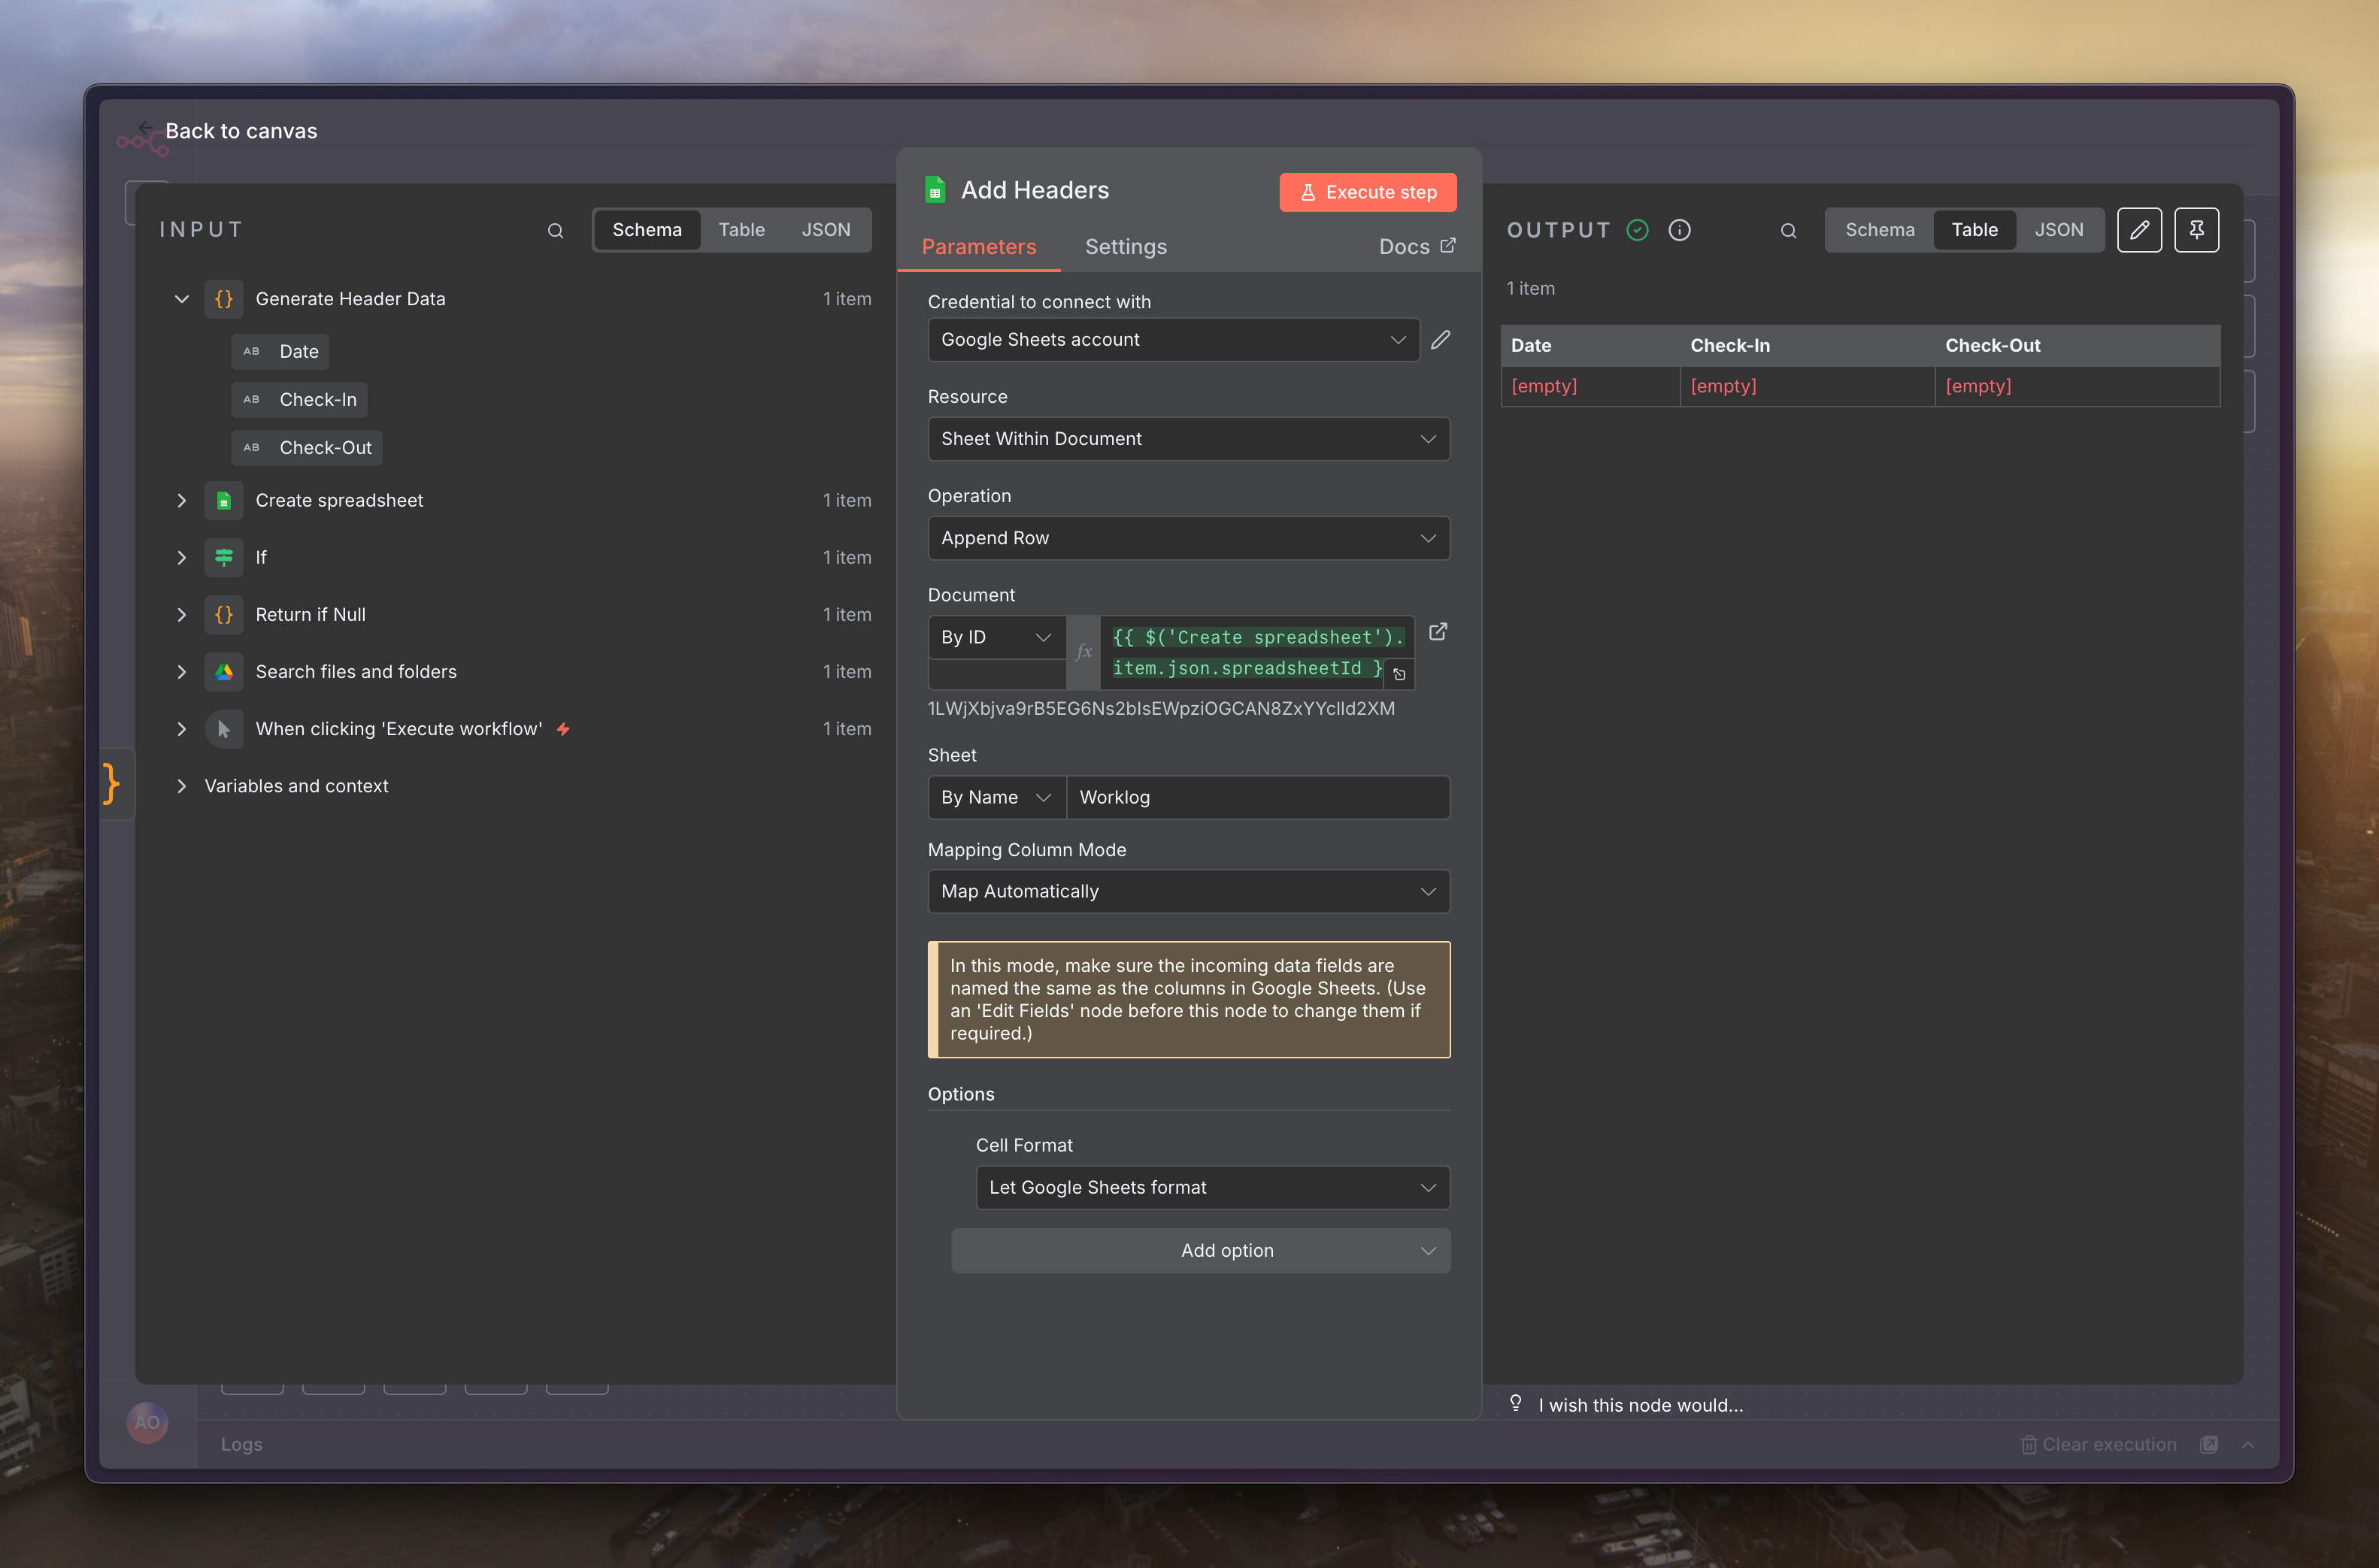 Back to canvas
INPUT
Schema
Table
JSON
{} Generate Header Data
1 item
AB Date
AB Check-In
AB Check-Out
Create spreadsheet
1 item
If
1 item
{} Return if Null
1 item
Search files and folders
1 item
When clicking 'Execute workflow'
1 item
Variables and context
}
Add Headers
Execute step
Parameters
Settings
Docs
Credential to connect with
Google Sheets account
Resource
Sheet Within Document
Operation
Append Row
Document
By ID
fx
{{ $('Create spreadsheet').
item.json.spreadsheetId }
1LWjXbjva9rB5EG6Ns2blsEWpziOGCAN8ZxYYclld2XM
Sheet
By Name
Worklog
Mapping Column Mode
Map Automatically
In this mode, make sure the incoming data fields are
named the same as the columns in Google Sheets. (Use
an 'Edit Fields' node before this node to change them if
required.)
Options
Cell Format
Let Google Sheets format
Add option
OUTPUT
Schema
Table
JSON
1 item
Date Check-In Check-Out
[empty] [empty] [empty]
I wish this node would...
AO
Logs
Clear execution